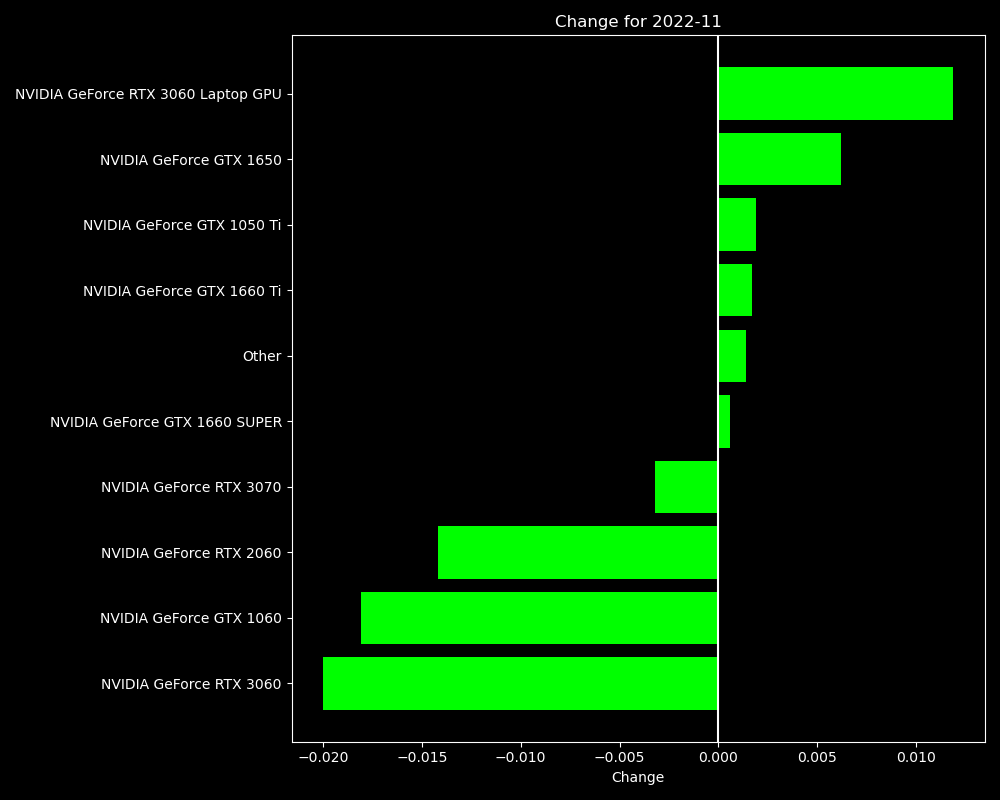 Change for 2022-11
NVIDIA GeForce RTX 3060 Laptop GPU
NVIDIA GeForce GTX 1650
NVIDIA GeForce GTX 1050 Ti
NVIDIA GeForce GTX 1660 Ti
Other
NVIDIA GeForce GTX 1660 SUPER
NVIDIA GeForce RTX 3070
NVIDIA GeForce RTX 2060
NVIDIA GeForce GTX 1060
NVIDIA GeForce RTX 3060
−0.020 −0.015 −0.010 −0.005 0.000 0.005 0.010
Change